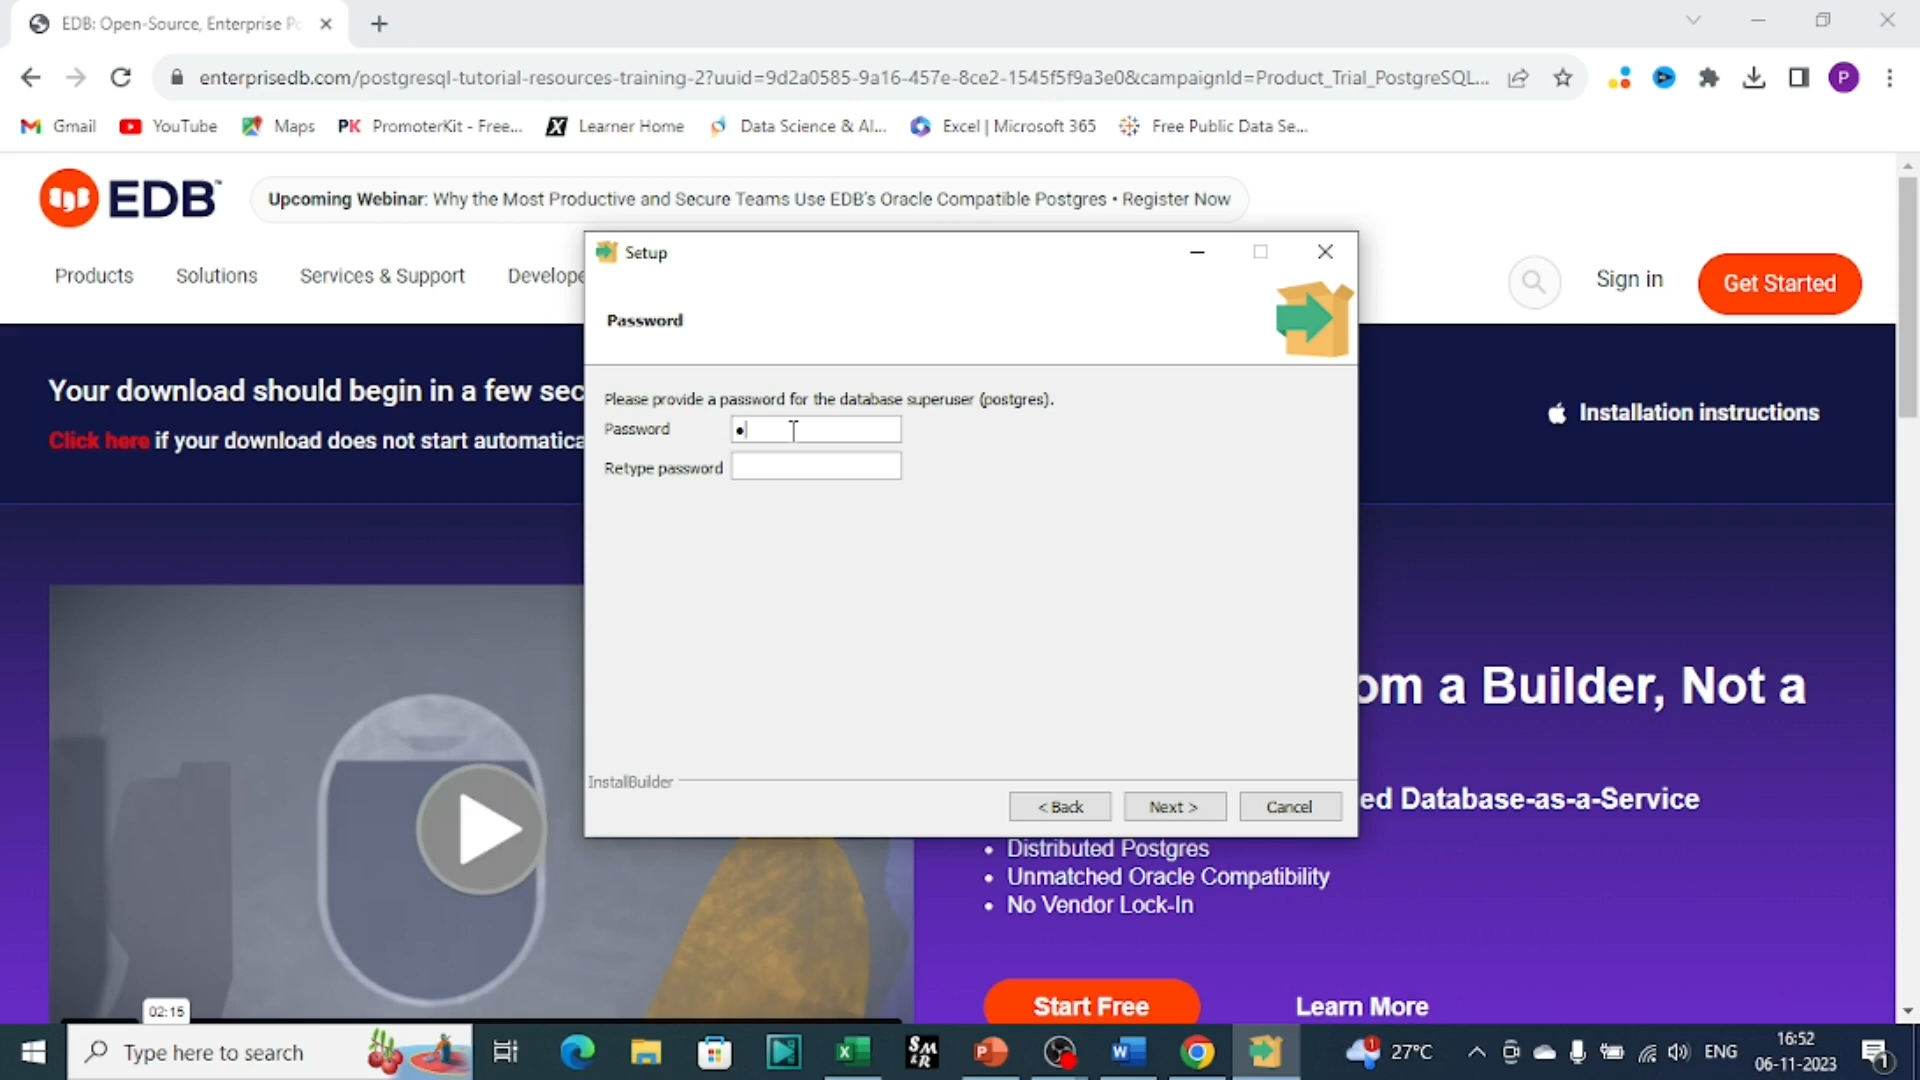 EDB: Open-Source, Enterprise Po
enterprisedb.com/postgresql-tutorial-resources-training-2?uuid=9d2a0585-9a16-457e-8ce2-1545f5f9a3e0&campaignId=Product_Trial_PostgreSQL...
P
Gmail YouTube Maps PK PromoterKit - Free... Learner Home Data Science & AI... Excel | Microsoft 365 Free Public Data Se...
EDB™ Upcoming Webinar: Why the Most Productive and Secure Teams Use EDB's Oracle Compatible Postgres • Register Now
Products Solutions Services & Support Develope
Sign in Get Started
Your download should begin in a few sec
Click here if your download does not start automatica
Installation instructions
Setup
Password
Please provide a password for the database superuser (postgres).
Password
Retype password
InstallBuilder
< Back Next > Cancel
om a Builder, Not a
ed Database-as-a-Service
• Distributed Postgres
• Unmatched Oracle Compatibility
• No Vendor Lock-In
Start Free Learn More
02:15
Type here to search
SM
&R
1
27°C
ENG
16:52
06-11-2023
1